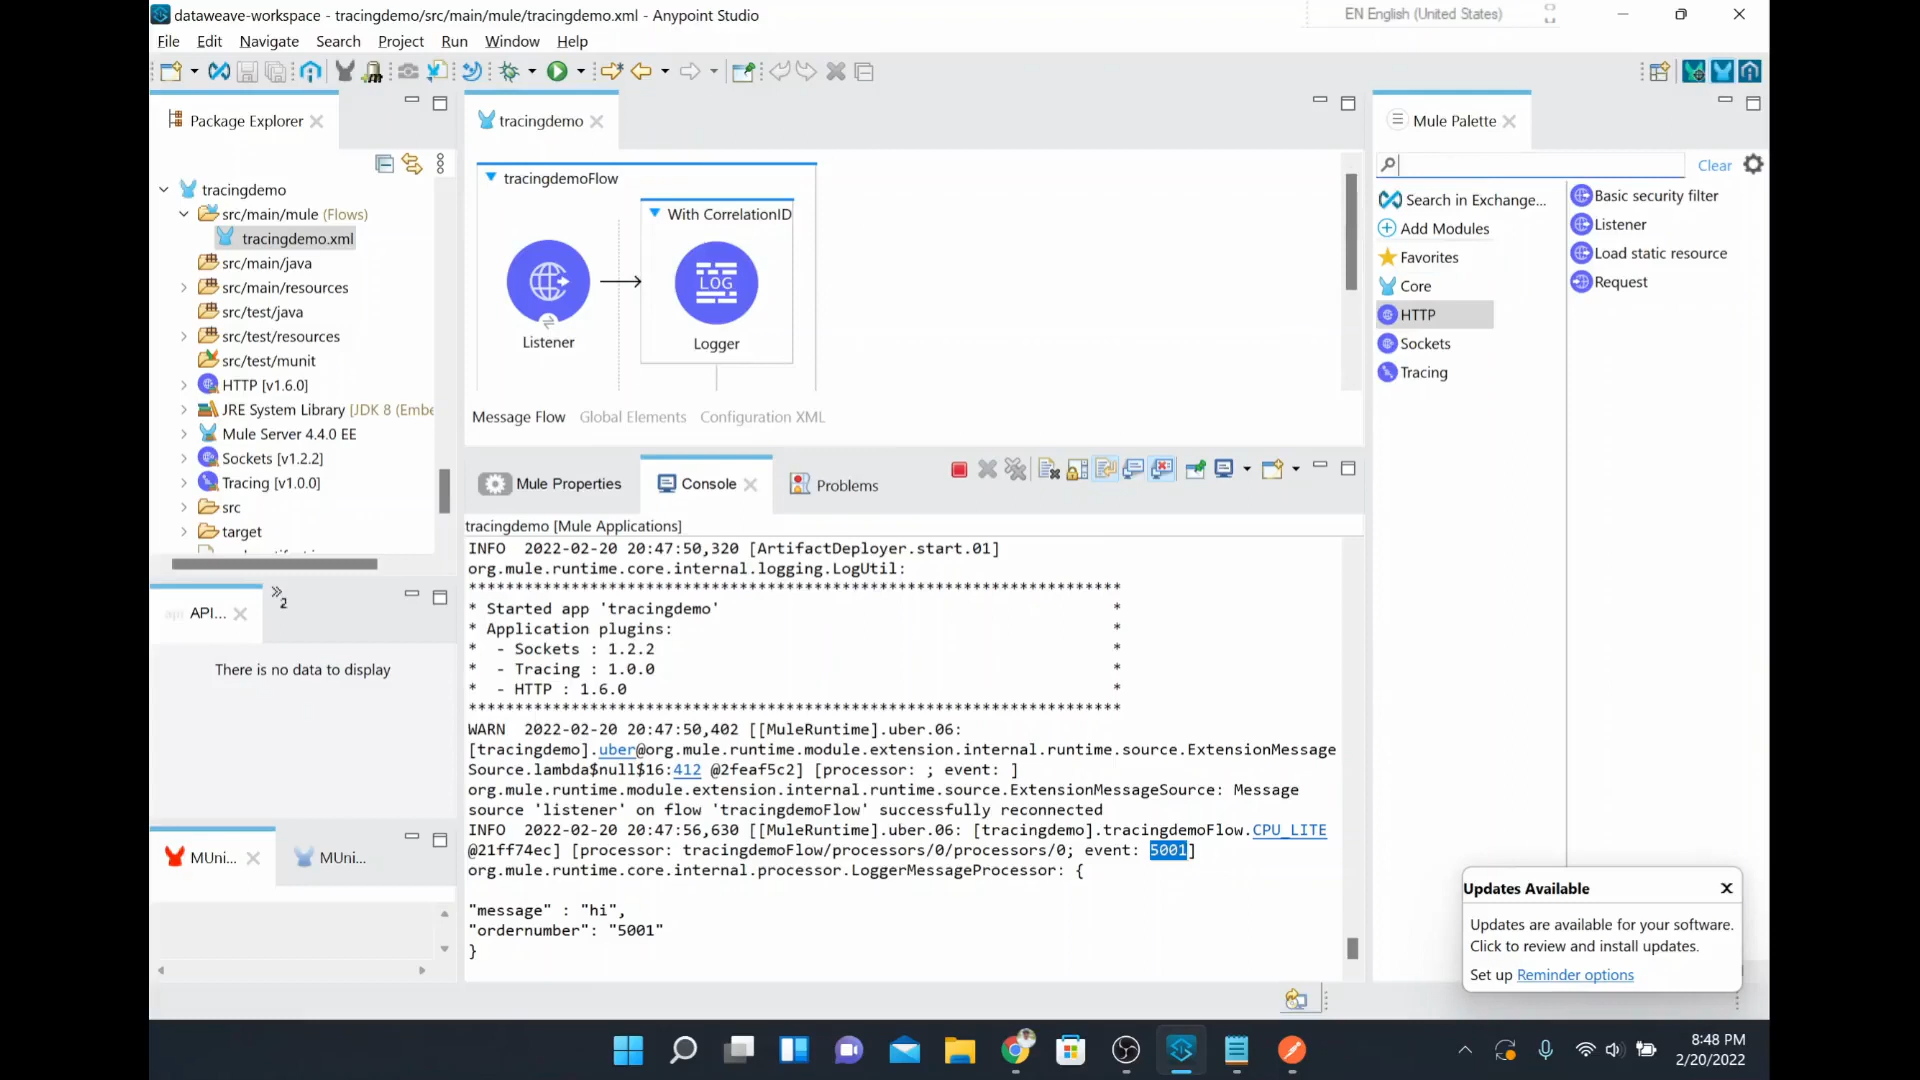 dataweave-workspace - tracingdemo/src/main/mule/tracingdemo.xml - Anypoint Studio
EN English (United States)
File Edit Navigate Search Project Run Window Help
Package Explorer
tracingdemo
src/main/mule (Flows)
tracingdemo.xml
src/main/java
src/main/resources
src/test/java
src/test/resources
src/test/munit
HTTP [v1.6.0]
JRE System Library [JDK 8 (Embe
Mule Server 4.4.0 EE
Sockets [v1.2.2]
Tracing [v1.0.0]
src
target
API...
2
There is no data to display
MUni...
MUni...
tracingdemo
tracingdemoFlow
With CorrelationID
LOG
Listener
Logger
Message Flow Global Elements Configuration XML
Mule Properties
Console
Problems
tracingdemo [Mule Applications]
INFO  2022-02-20 20:47:50,320 [ArtifactDeployer.start.01]
org.mule.runtime.core.internal.logging.LogUtil:
**********************************************************************
* Started app 'tracingdemo' *
* Application plugins: *
*  - Sockets : 1.2.2 *
*  - Tracing : 1.0.0 *
*  - HTTP : 1.6.0 *
**********************************************************************
WARN  2022-02-20 20:47:50,402 [[MuleRuntime].uber.06:
[tracingdemo].uber@org.mule.runtime.module.extension.internal.runtime.source.ExtensionMessage
Source.lambda$null$16:412 @2feaf5c2] [processor: ; event: ]
org.mule.runtime.module.extension.internal.runtime.source.ExtensionMessageSource: Message
source 'listener' on flow 'tracingdemoFlow' successfully reconnected
INFO  2022-02-20 20:47:56,630 [[MuleRuntime].uber.06: [tracingdemo].tracingdemoFlow.CPU_LITE
@21ff74ec] [processor: tracingdemoFlow/processors/0/processors/0; event: 5001]
org.mule.runtime.core.internal.processor.LoggerMessageProcessor: {
"message" : "hi",
"ordernumber": "5001"
}
Mule Palette
Clear
Search in Exchange...
Add Modules
Favorites
Core
HTTP
Sockets
Tracing
Basic security filter
Listener
Load static resource
Request
Updates Available X
Updates are available for your software.
Click to review and install updates.
Set up Reminder options
8:48 PM
2/20/2022